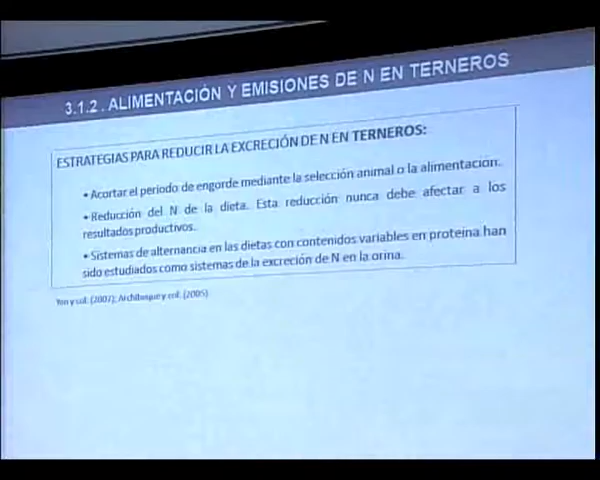 3.1.2. ALIMENTACIÓN Y EMISIONES DE N EN TERNEROS
ESTRATEGIAS PARA REDUCIR LA EXCRECIÓN DE N EN TERNEROS:
• Acortar el periodo de engorde mediante la selección animal o la alimentación.
• Reducción del N de la dieta. Esta reducción nunca debe afectar a los
resultados productivos.
• Sistemas de alternancia en las dietas con contenidos variables en proteína han
sido estudiados como sistemas de la excreción de N en la orina.
y col. (2007); Archibeque y col. (2005)